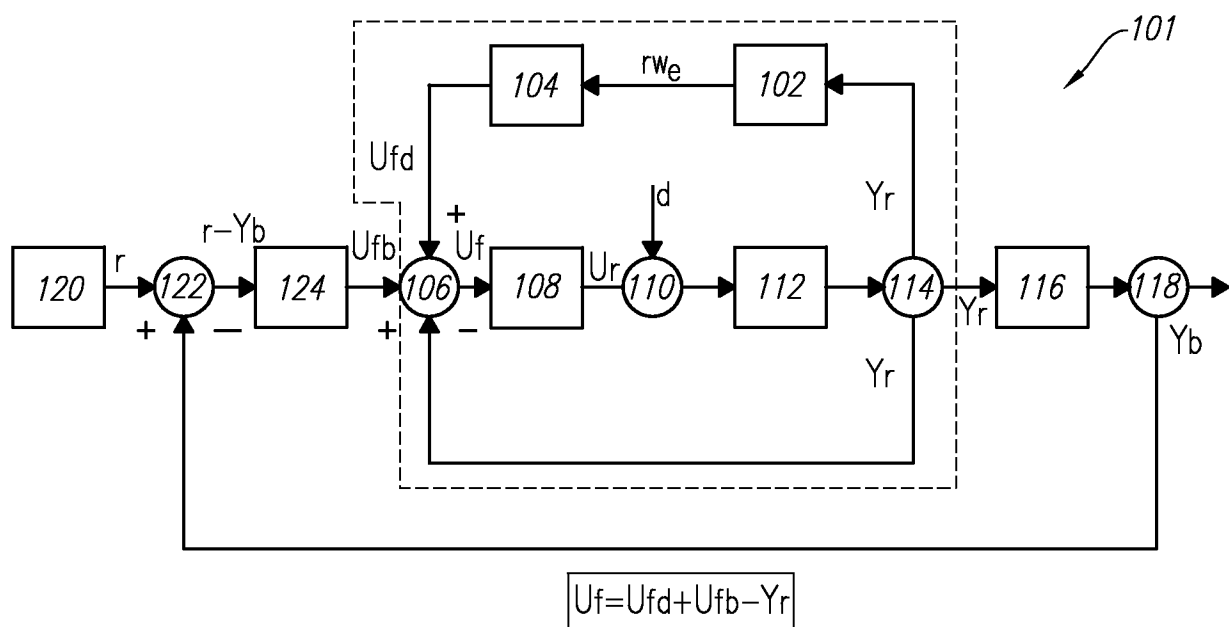 101
104
rwe
102
Ufd
Yr
d
+
r-Yb
Ufb
Uf
Ur
120
r
122
124
106
108
110
112
114
Yr
116
118
+
−
+
−
Yb
Yr
Uf=Ufd+Ufb-Yr